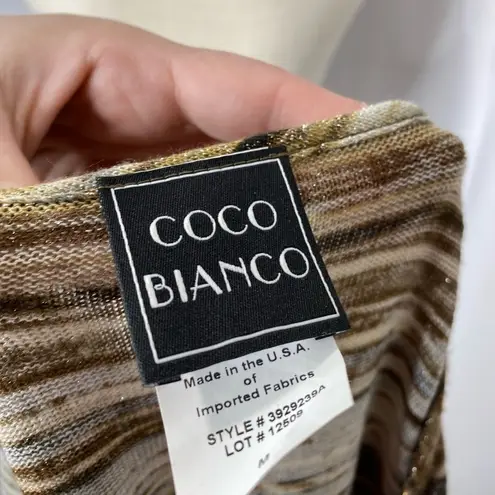 COCO
BIANCO
Made in the U.S.A.
of
Imported Fabrics
STYLE # 3929239A
LOT # 12509
M